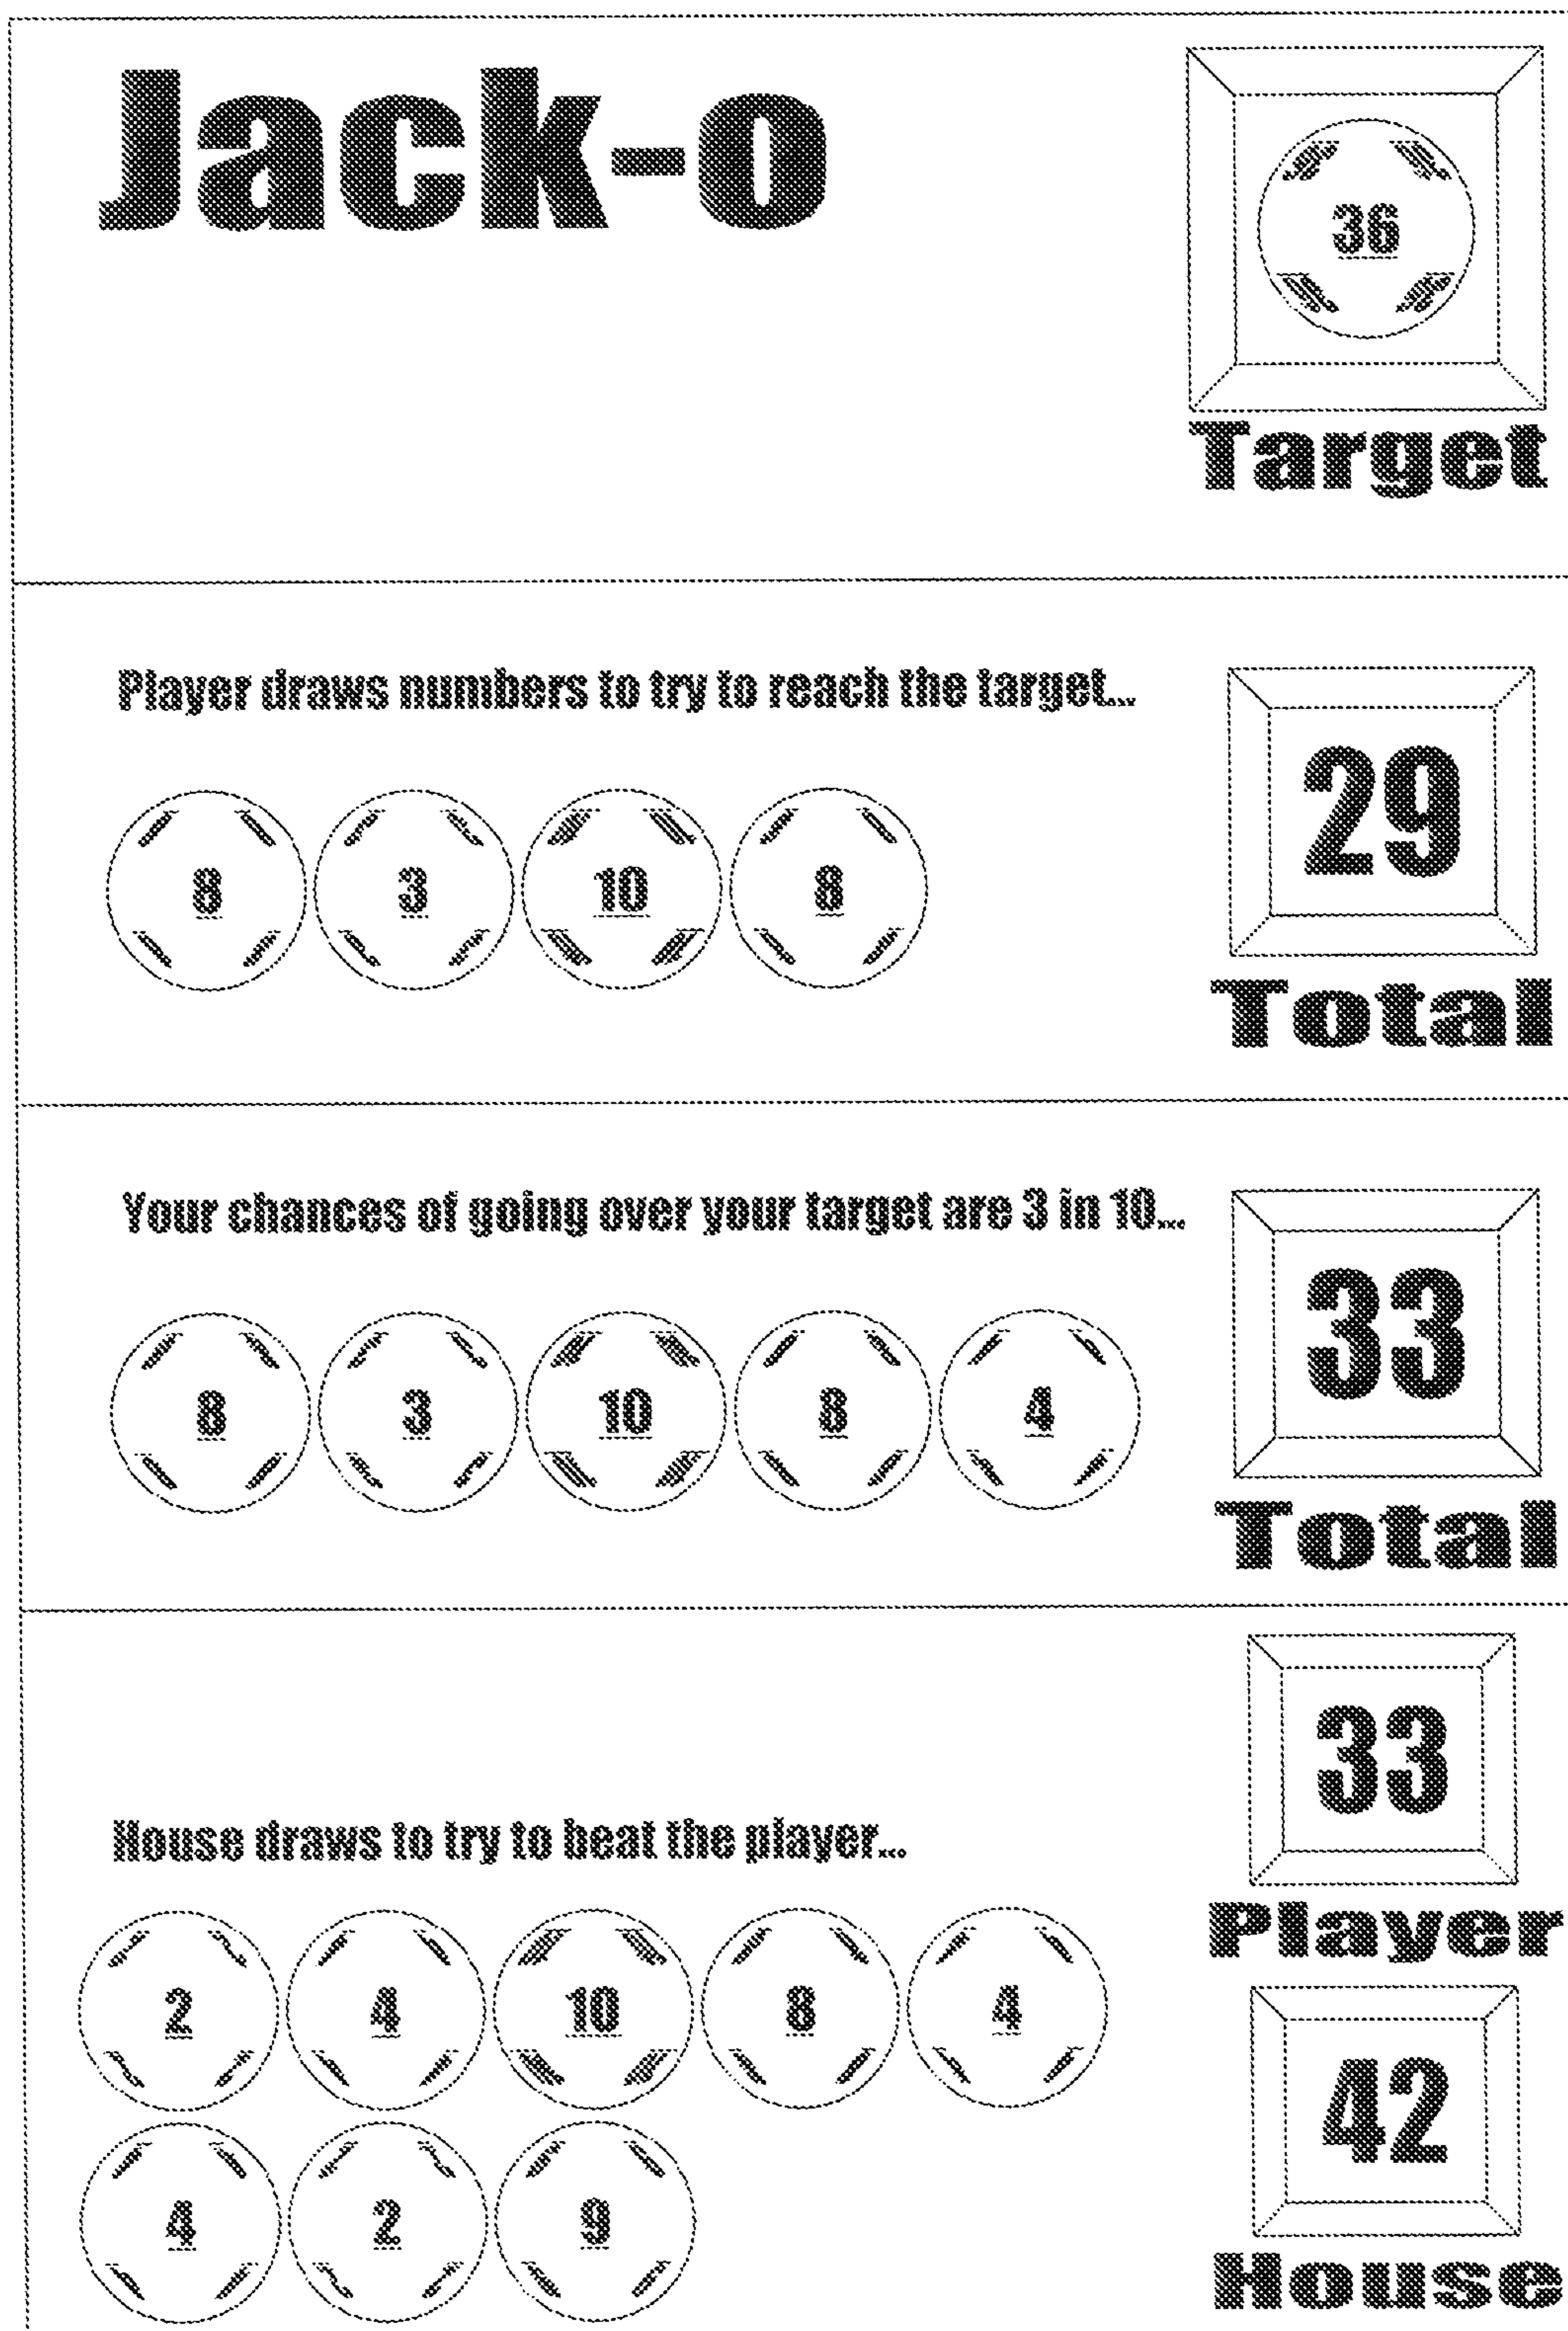 Jack-o
36
Target
Player draws numbers to try to reach the target...
8 3 10 8
29
Total
Your chances of going over your target are 3 in 10...
8 3 10 8 4
33
Total
33
Player
House draws to try to beat the player...
2 4 10 8 4
4 2 9
42
House